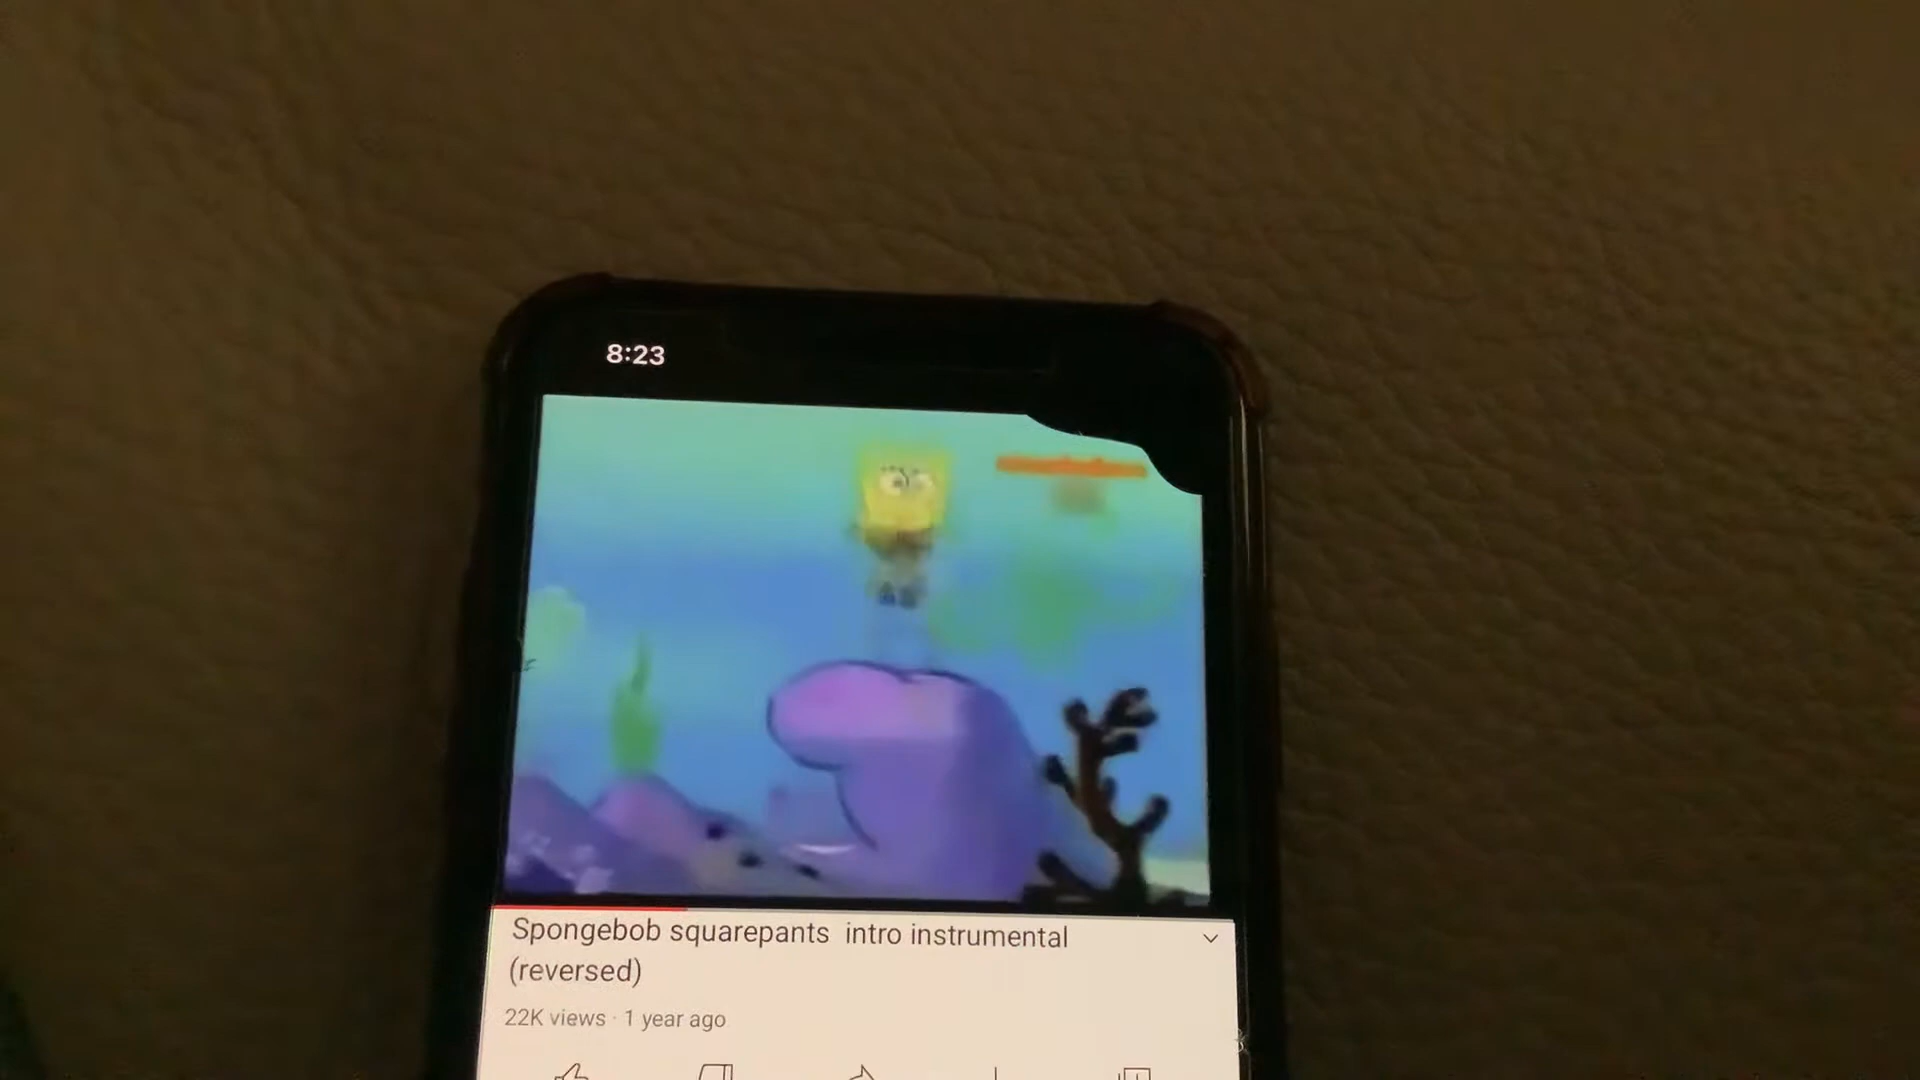 8:23
Spongebob squarepants intro instrumental
(reversed)
22K views · 1 year ago